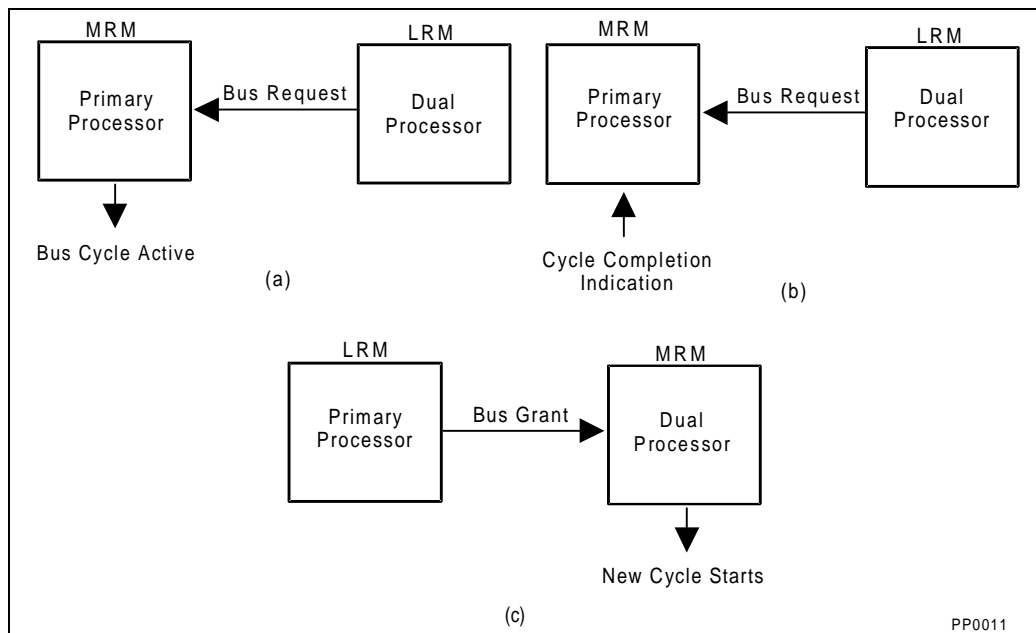 MRM
Primary
Processor
Bus Request
LRM
Dual
Processor
Bus Cycle Active
(a)
MRM
Primary
Processor
Bus Request
LRM
Dual
Processor
Cycle Completion
Indication
(b)
LRM
Primary
Processor
Bus Grant
MRM
Dual
Processor
New Cycle Starts
(c)
PP0011